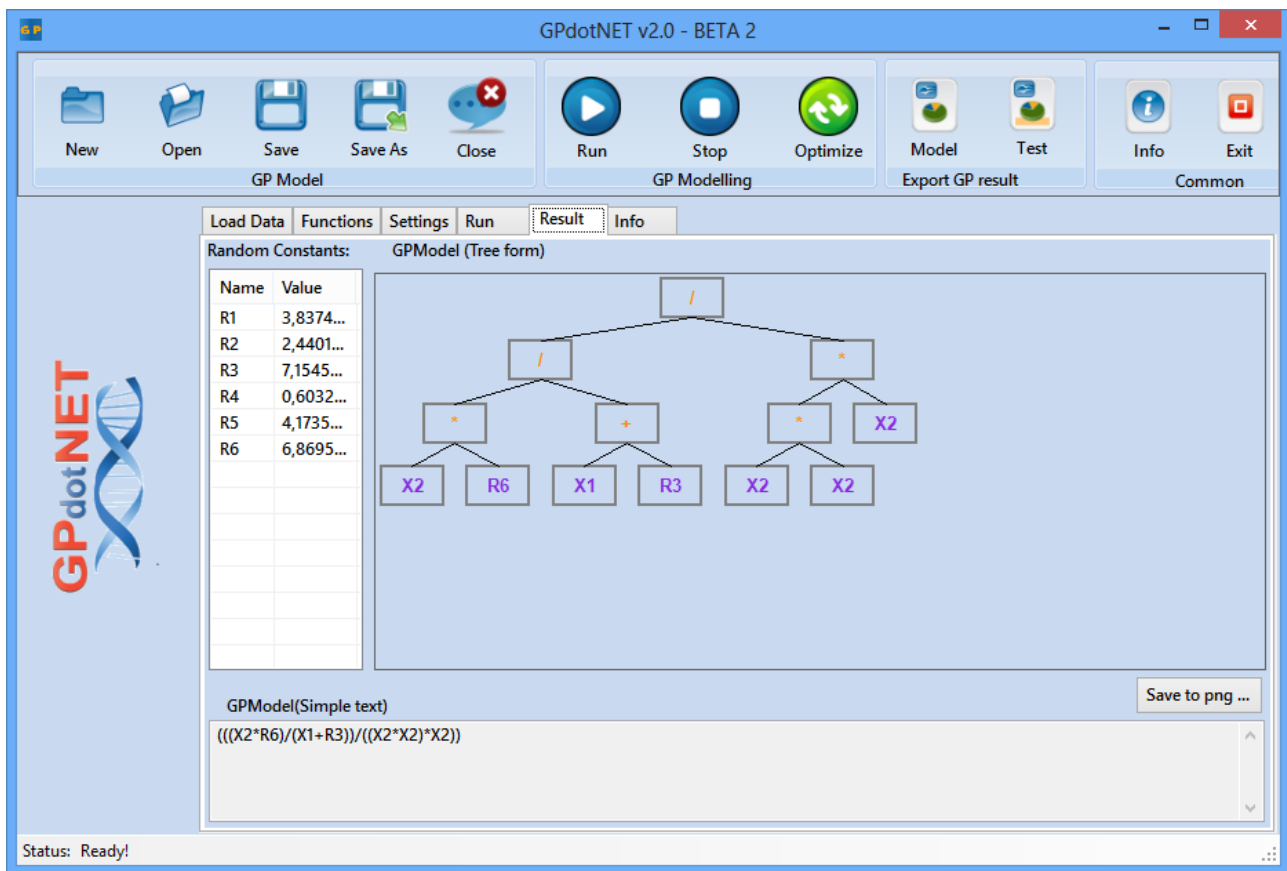 GP
GPdotNET v2.0 - BETA 2
New Open Save Save As Close Run Stop Optimize Model Test Info Exit
GP Model GP Modelling Export GP result Common
Load Data Functions Settings Run Result Info
Random Constants: GPModel (Tree form)
Name Value
R1 3,8374...
R2 2,4401...
R3 7,1545...
R4 0,6032...
R5 4,1735...
R6 6,8695...
/
/ *
* + * X2
X2 R6 X1 R3 X2 X2
GPdotNET
Save to png ...
GPModel(Simple text)
(((X2*R6)/(X1+R3))/((X2*X2)*X2))
Status: Ready!